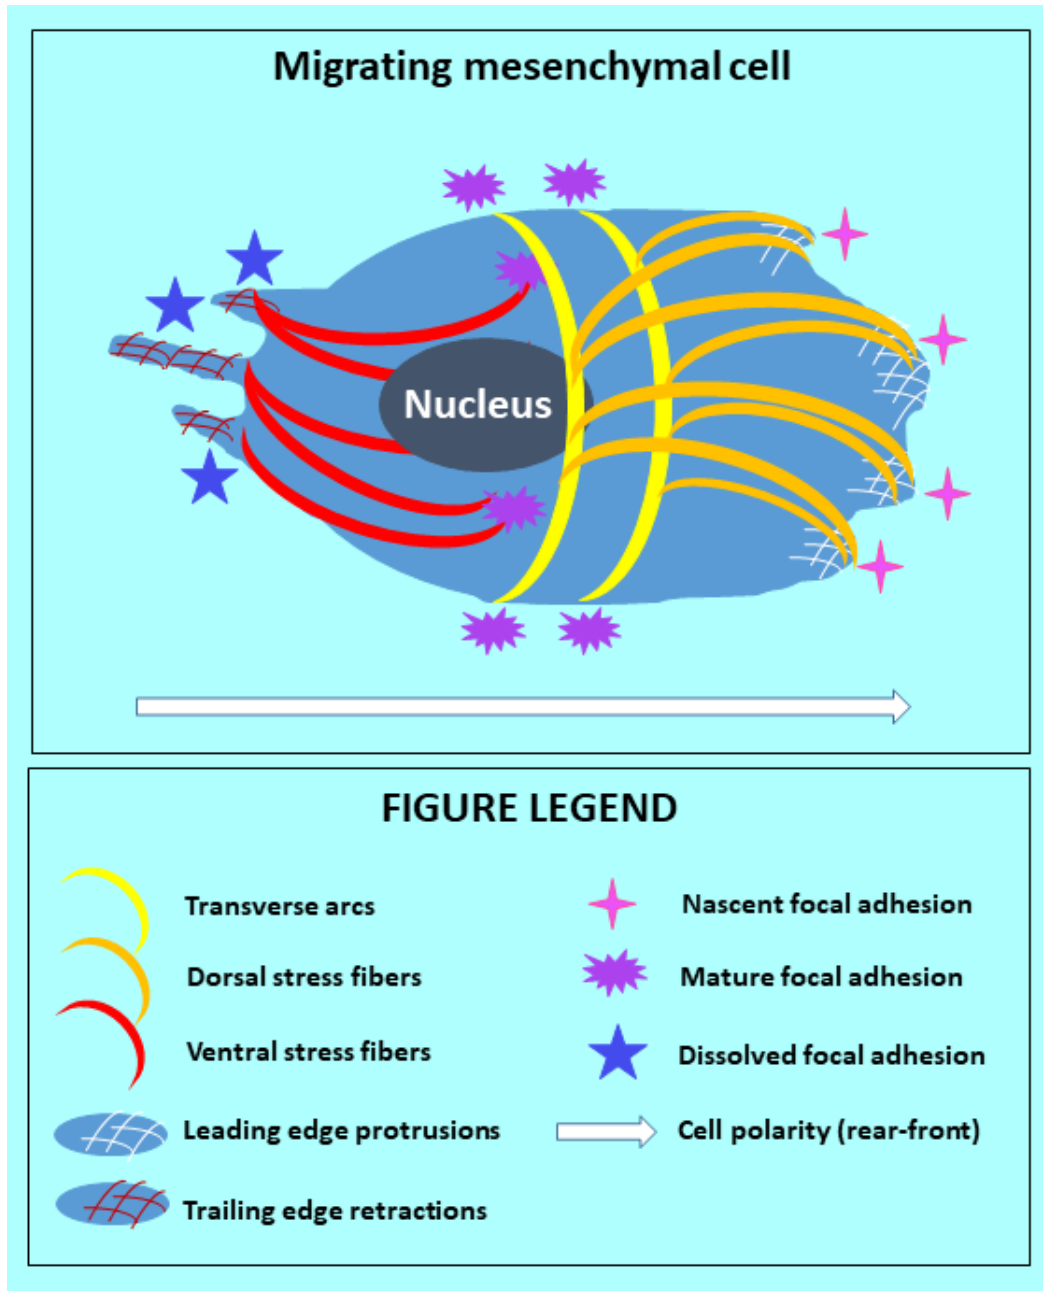 Migrating mesenchymal cell
Nucleus
FIGURE LEGEND
Transverse arcs
Nascent focal adhesion
Dorsal stress fibers
Mature focal adhesion
Ventral stress fibers
Dissolved focal adhesion
Leading edge protrusions
Cell polarity (rear-front)
Trailing edge retractions